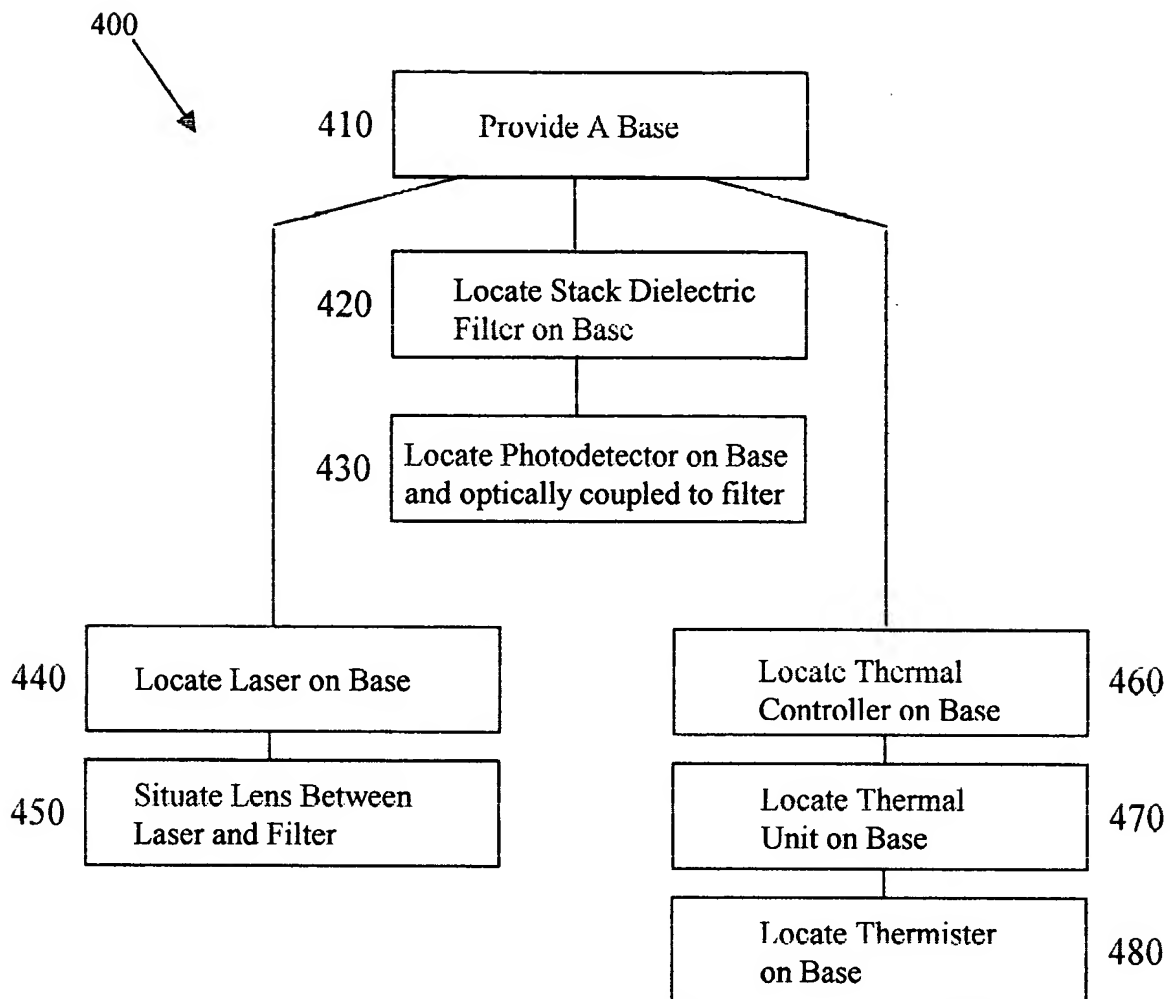 400
410
Provide A Base
420
Locate Stack Dielectric
Filter on Base
430
Locate Photodetector on Base
and optically coupled to filter
440
Locate Laser on Base
450
Situate Lens Between
Laser and Filter
Locate Thermal
Controller on Base
460
Locate Thermal
Unit on Base
470
Locate Thermister
on Base
480